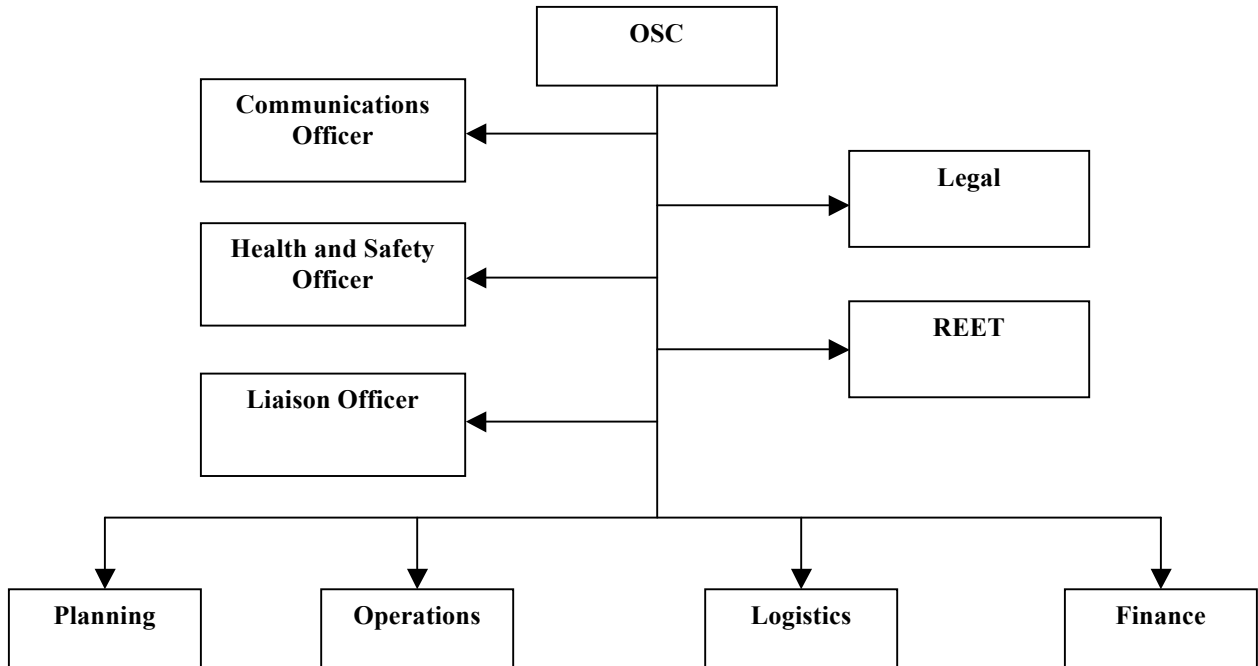 OSC
Communications
Officer
Legal
Health and Safety
Officer
REET
Liaison Officer
Planning
Operations
Logistics
Finance